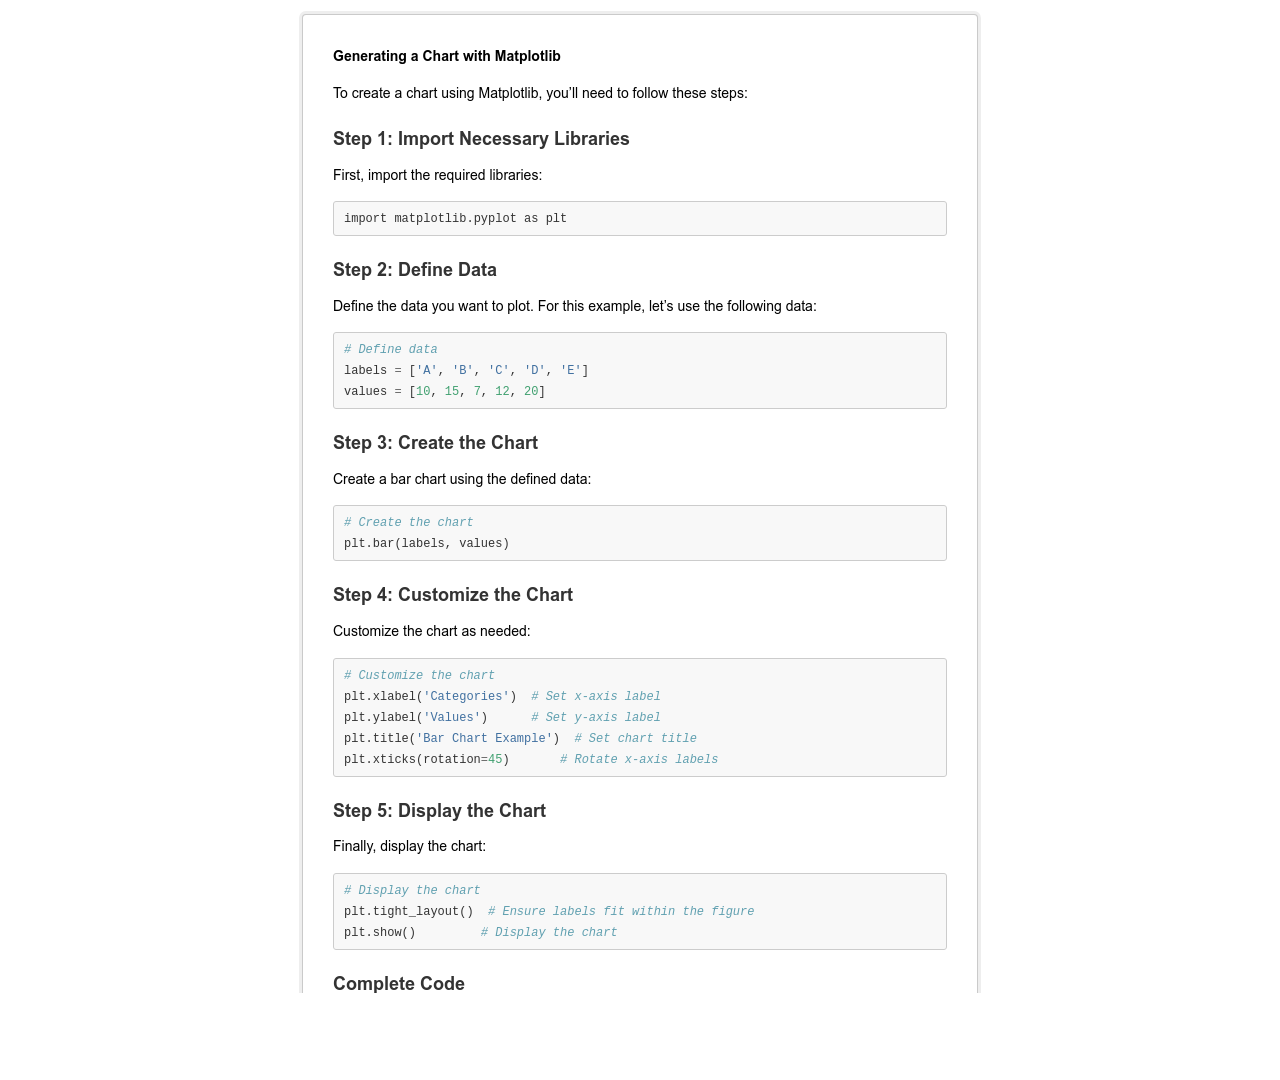 Generating a Chart with Matplotlib
To create a chart using Matplotlib, you’ll need to follow these steps:
Step 1: Import Necessary Libraries
First, import the required libraries:
import matplotlib.pyplot as plt
Step 2: Define Data
Define the data you want to plot. For this example, let’s use the following data:
# Define data
labels = ['A', 'B', 'C', 'D', 'E']
values = [10, 15, 7, 12, 20]
Step 3: Create the Chart
Create a bar chart using the defined data:
# Create the chart
plt.bar(labels, values)
Step 4: Customize the Chart
Customize the chart as needed:
# Customize the chart
plt.xlabel('Categories')  # Set x-axis label
plt.ylabel('Values')      # Set y-axis label
plt.title('Bar Chart Example')  # Set chart title
plt.xticks(rotation=45)       # Rotate x-axis labels
Step 5: Display the Chart
Finally, display the chart:
# Display the chart
plt.tight_layout()  # Ensure labels fit within the figure
plt.show()         # Display the chart
Complete Code